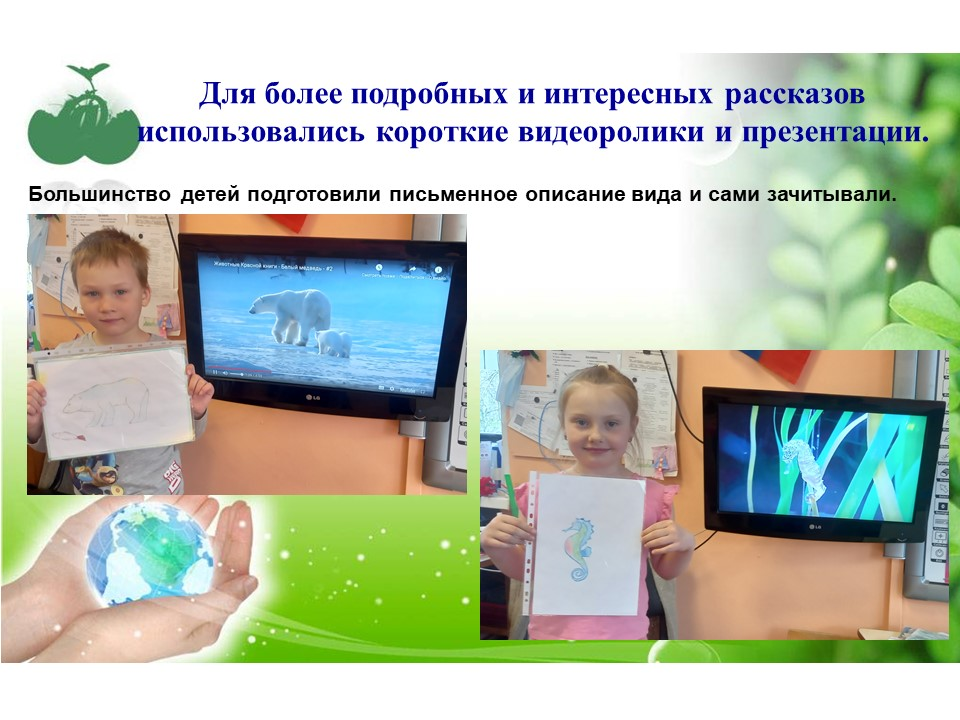 Для более подробных и интересных рассказов
использовались короткие видеоролики и презентации.
Большинство детей подготовили письменное описание вида и сами зачитывали.
Животные Красной книги - Белый медведь - #2
LG
LG